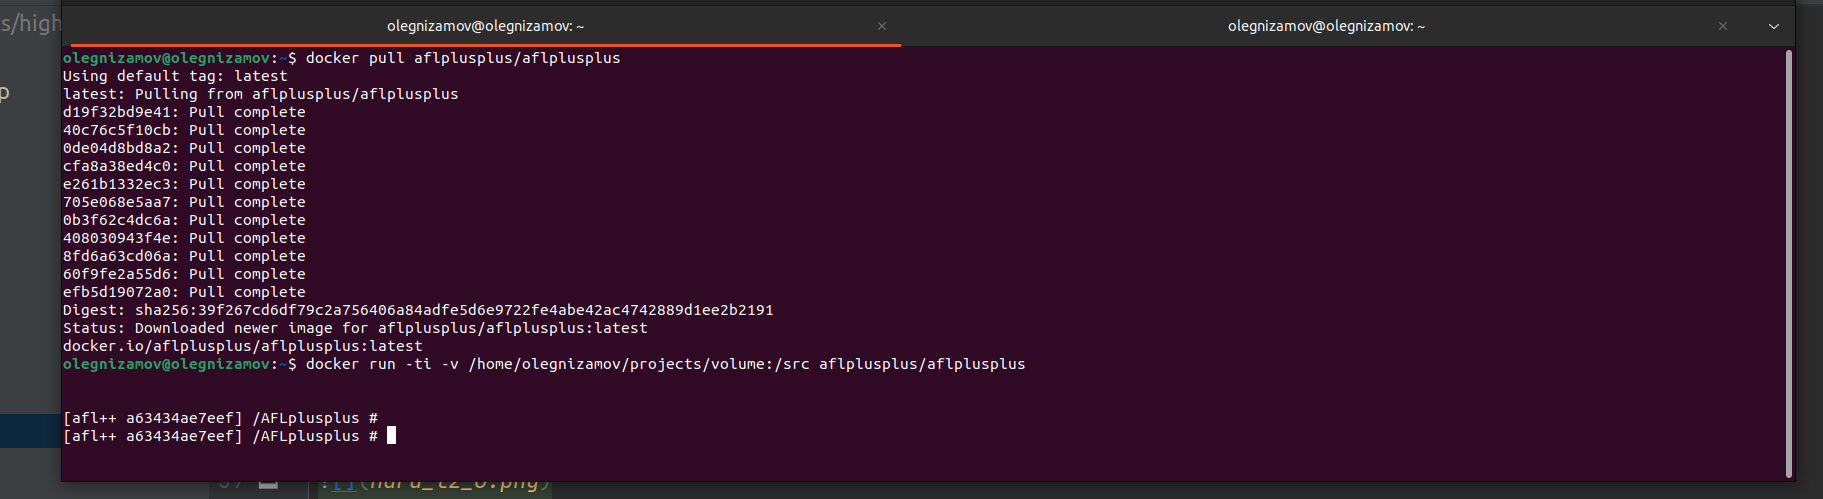 s/high
olegnizamov@olegnizamov: ~ × olegnizamov@olegnizamov: ~ ×
p
olegnizamov@olegnizamov:~$ docker pull aflplusplus/aflplusplus
Using default tag: latest
latest: Pulling from aflplusplus/aflplusplus
d19f32bd9e41: Pull complete
40c76c5f10cb: Pull complete
0de04d8bd8a2: Pull complete
cfa8a38ed4c0: Pull complete
e261b1332ec3: Pull complete
705e068e5aa7: Pull complete
0b3f62c4dc6a: Pull complete
408030943f4e: Pull complete
8fd6a63cd06a: Pull complete
60f9fe2a55d6: Pull complete
efb5d19072a0: Pull complete
Digest: sha256:39f267cd6df79c2a756406a84adfe5d6e9722fe4abe42ac4742889d1ee2b2191
Status: Downloaded newer image for aflplusplus/aflplusplus:latest
docker.io/aflplusplus/aflplusplus:latest
olegnizamov@olegnizamov:~$ docker run -ti -v /home/olegnizamov/projects/volume:/src aflplusplus/aflplusplus
[afl++ a63434ae7eef] /AFLplusplus #
[afl++ a63434ae7eef] /AFLplusplus #